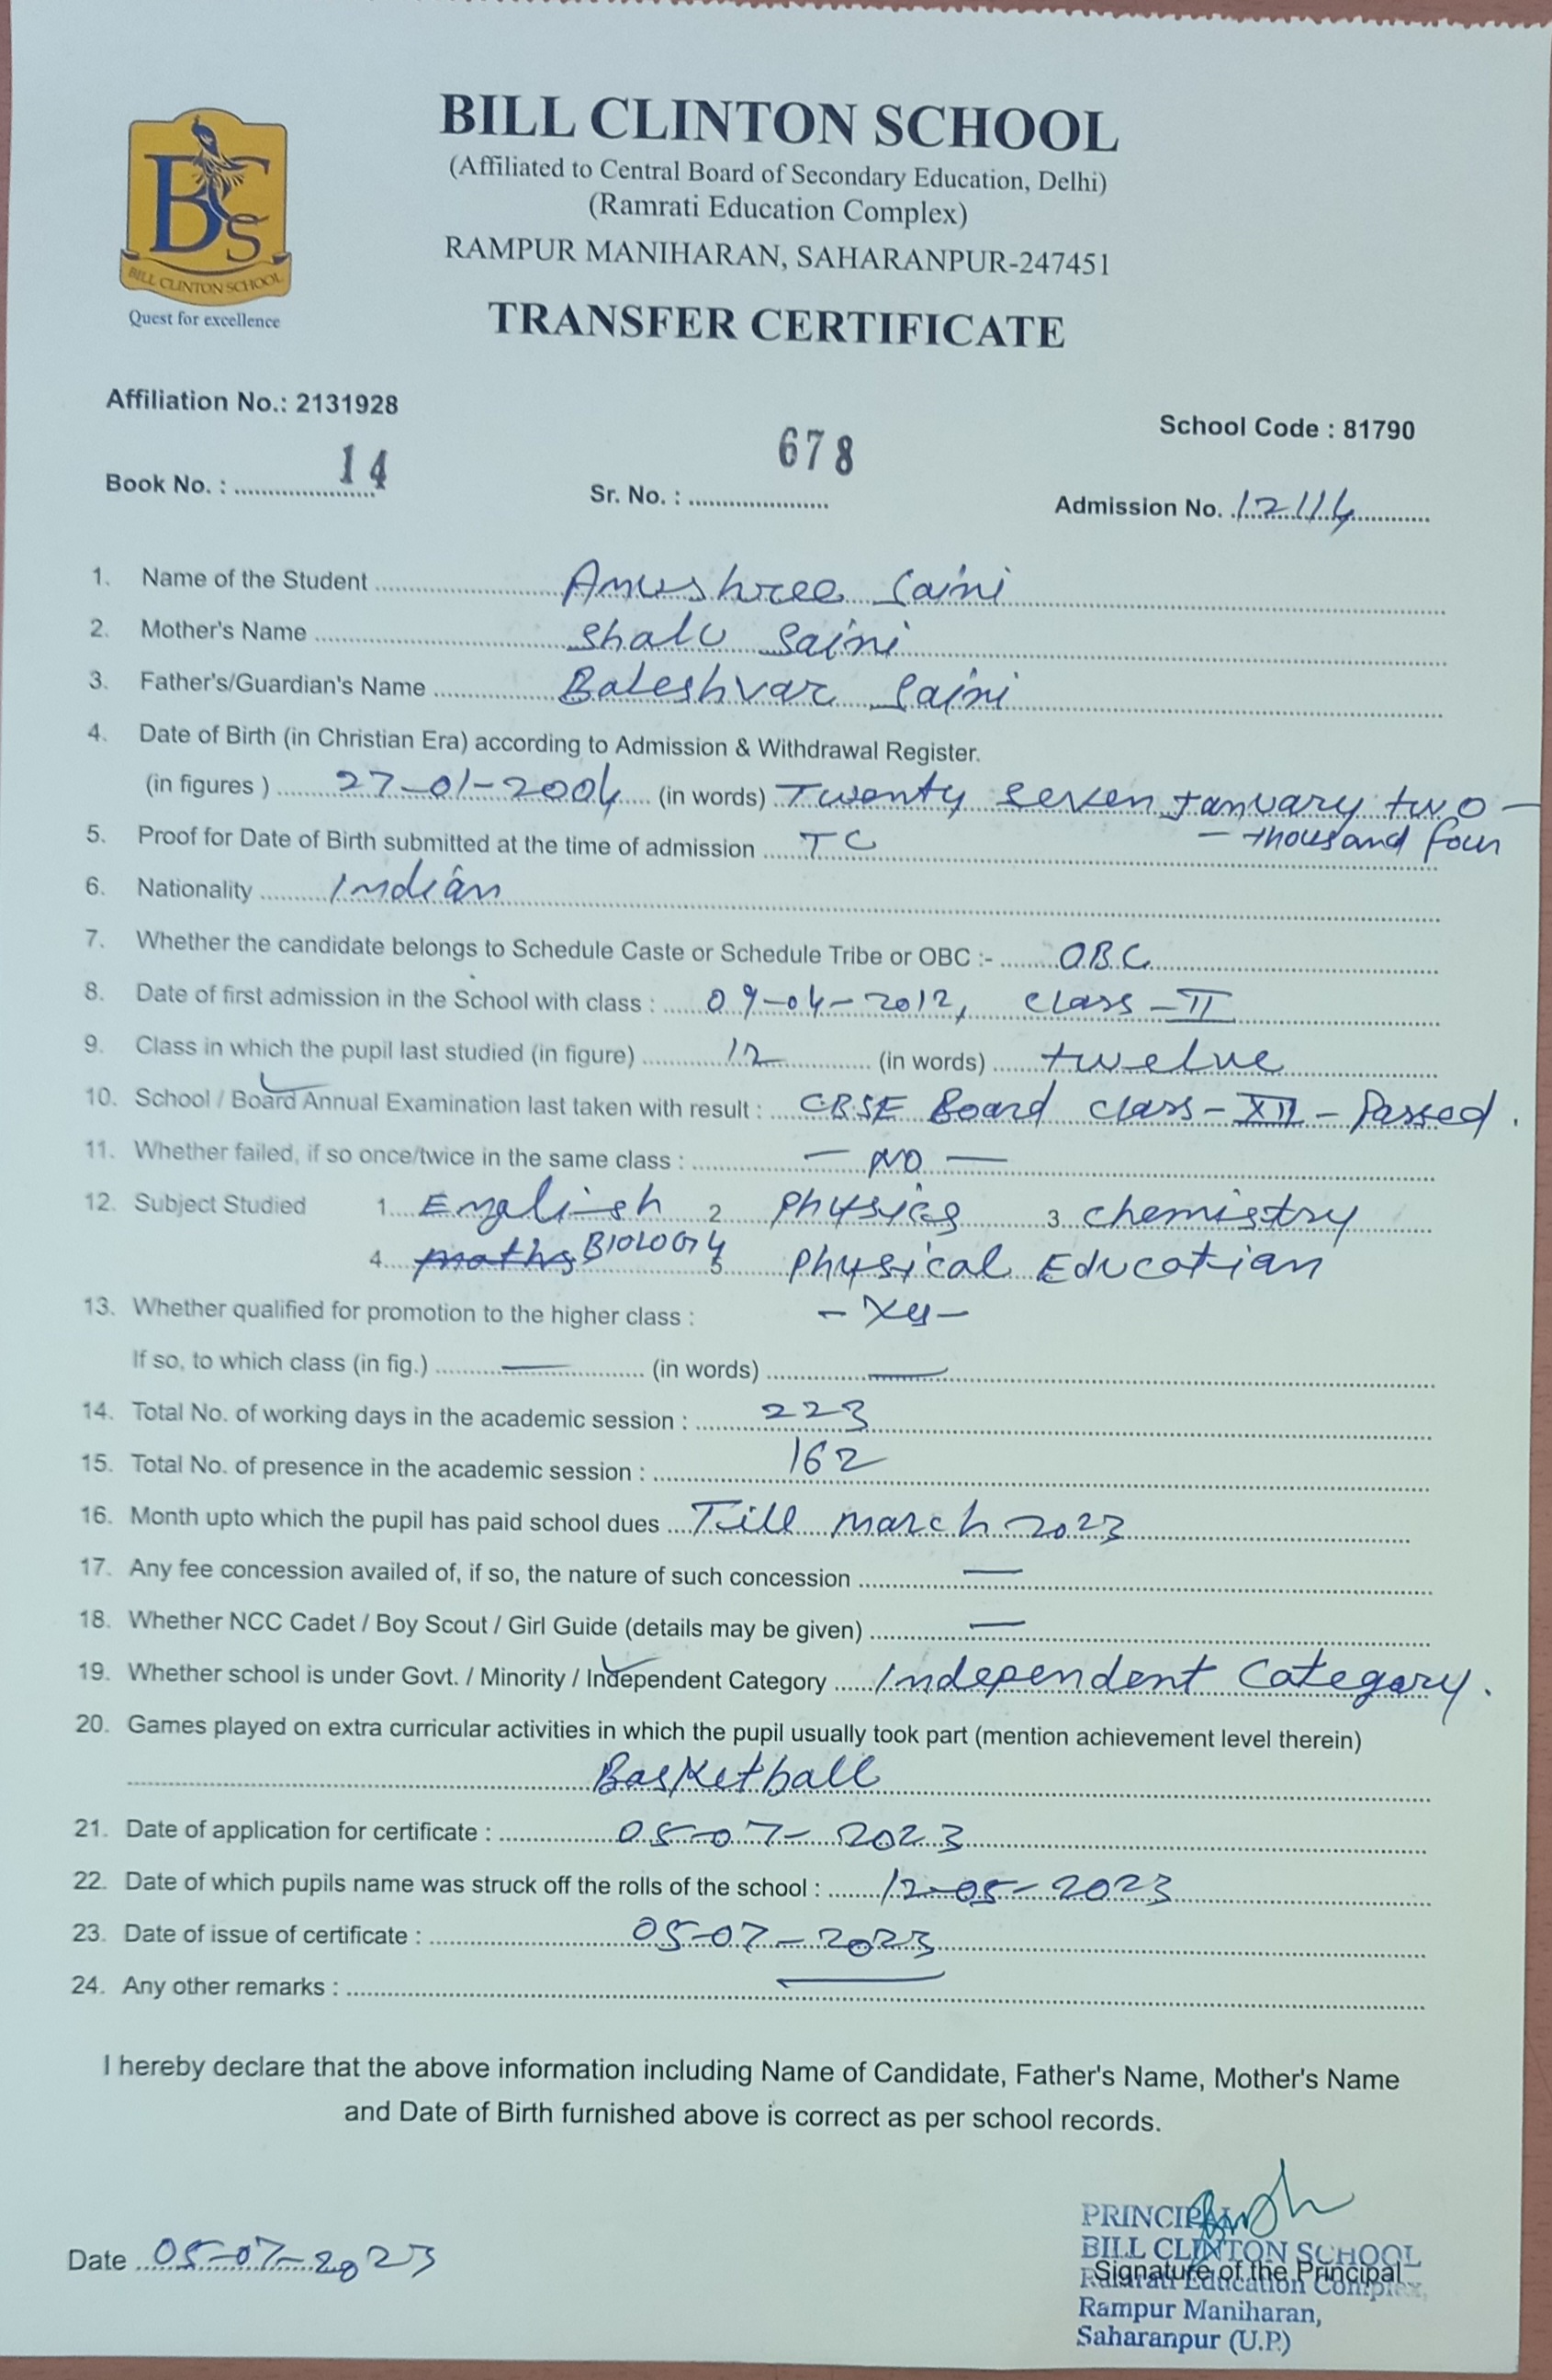 BILL CLINTON SCHOOL
(Affiliated to Central Board of Secondary Education, Delhi)
(Ramrati Education Complex)
RAMPUR MANIHARAN, SAHARANPUR-247451
BCS
BILL CLINTON SCHOOL
Quest for excellence
TRANSFER CERTIFICATE
Affiliation No.: 2131928 School Code : 81790
Book No. : 14 Sr. No. : 678 Admission No. 12114
1. Name of the Student Anushree Saini
2. Mother's Name Shalu Saini
3. Father's/Guardian's Name Baleshvar Saini
4. Date of Birth (in Christian Era) according to Admission & Withdrawal Register.
(in figures ) 27-01-2004 (in words) Twenty seven January two -
- thousand four
5. Proof for Date of Birth submitted at the time of admission TC
6. Nationality Indian
7. Whether the candidate belongs to Schedule Caste or Schedule Tribe or OBC :- O.B.C.
8. Date of first admission in the School with class : 09-04-2012, class - II
9. Class in which the pupil last studied (in figure) 12 (in words) twelve
10. School / Board Annual Examination last taken with result : CBSE Board class - XII - Passed.
11. Whether failed, if so once/twice in the same class : - NO -
12. Subject Studied 1. English 2 Physics 3 chemistry
4. maths BIOLOGY 5 Physical Education
13. Whether qualified for promotion to the higher class :
If so, to which class (in fig.) — (in words) —
14. Total No. of working days in the academic session : 223
15. Total No. of presence in the academic session : 162
16. Month upto which the pupil has paid school dues Till march 2023
17. Any fee concession availed of, if so, the nature of such concession —
18. Whether NCC Cadet / Boy Scout / Girl Guide (details may be given) —
19. Whether school is under Govt. / Minority / Independent Category Independent Category.
20. Games played on extra curricular activities in which the pupil usually took part (mention achievement level therein)
Basketball
21. Date of application for certificate : 05-07-2023
22. Date of which pupils name was struck off the rolls of the school : 12-05-2023
23. Date of issue of certificate : 05-07-2023
24. Any other remarks : —
I hereby declare that the above information including Name of Candidate, Father's Name, Mother's Name
and Date of Birth furnished above is correct as per school records.
Date 05-07-2023
PRINCIPAL
BILL CLINTON SCHOOL
Signature of the Principal
Ramrati Education Complex,
Rampur Maniharan,
Saharanpur (U.P.)